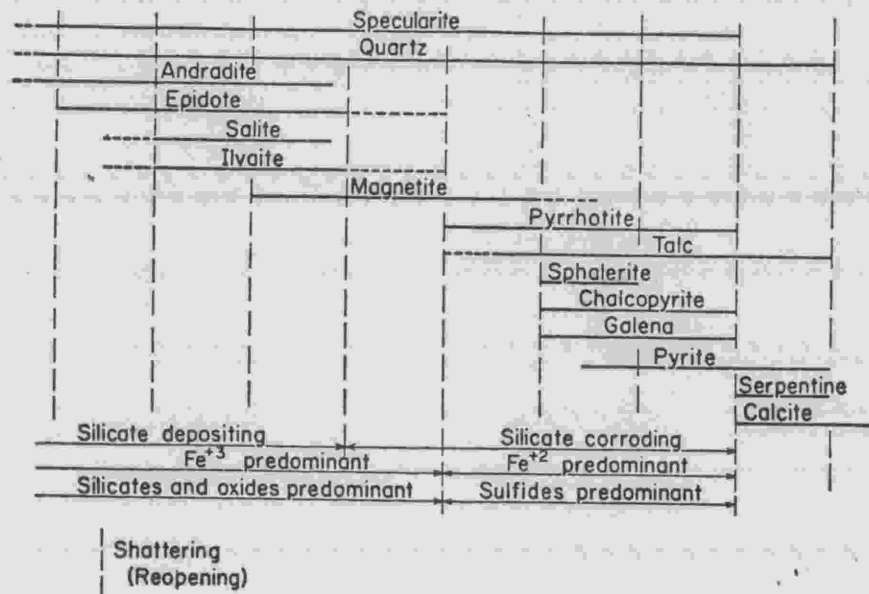 Specularite
Quartz
Andradite
Epidote
Salite
Ilvaite
Magnetite
Pyrrhotite
Talc
Sphalerite
Chalcopyrite
Galena
Pyrite
Serpentine
Calcite
Silicate depositing Silicate corroding
Fe+3 predominant Fe+2 predominant
Silicates and oxides predominant Sulfides predominant
Shattering
(Reopening)